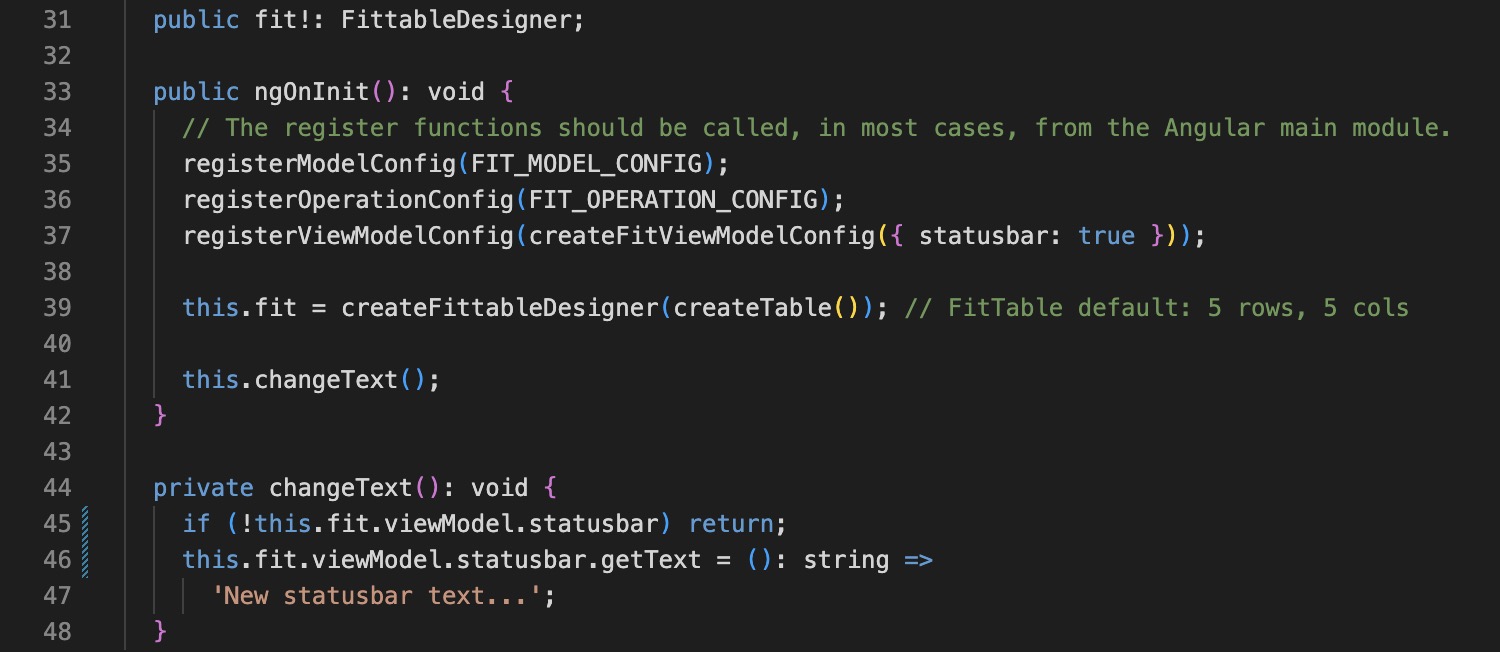 31 public fit!: FittableDesigner;
32
33 public ngOnInit(): void {
34 // The register functions should be called, in most cases, from the Angular main module.
35 registerModelConfig(FIT_MODEL_CONFIG);
36 registerOperationConfig(FIT_OPERATION_CONFIG);
37 registerViewModelConfig(createFitViewModelConfig({ statusbar: true }));
38
39 this.fit = createFittableDesigner(createTable()); // FitTable default: 5 rows, 5 cols
40
41 this.changeText();
42 }
43
44 private changeText(): void {
45 if (!this.fit.viewModel.statusbar) return;
46 this.fit.viewModel.statusbar.getText = (): string =>
47 'New statusbar text...';
48 }